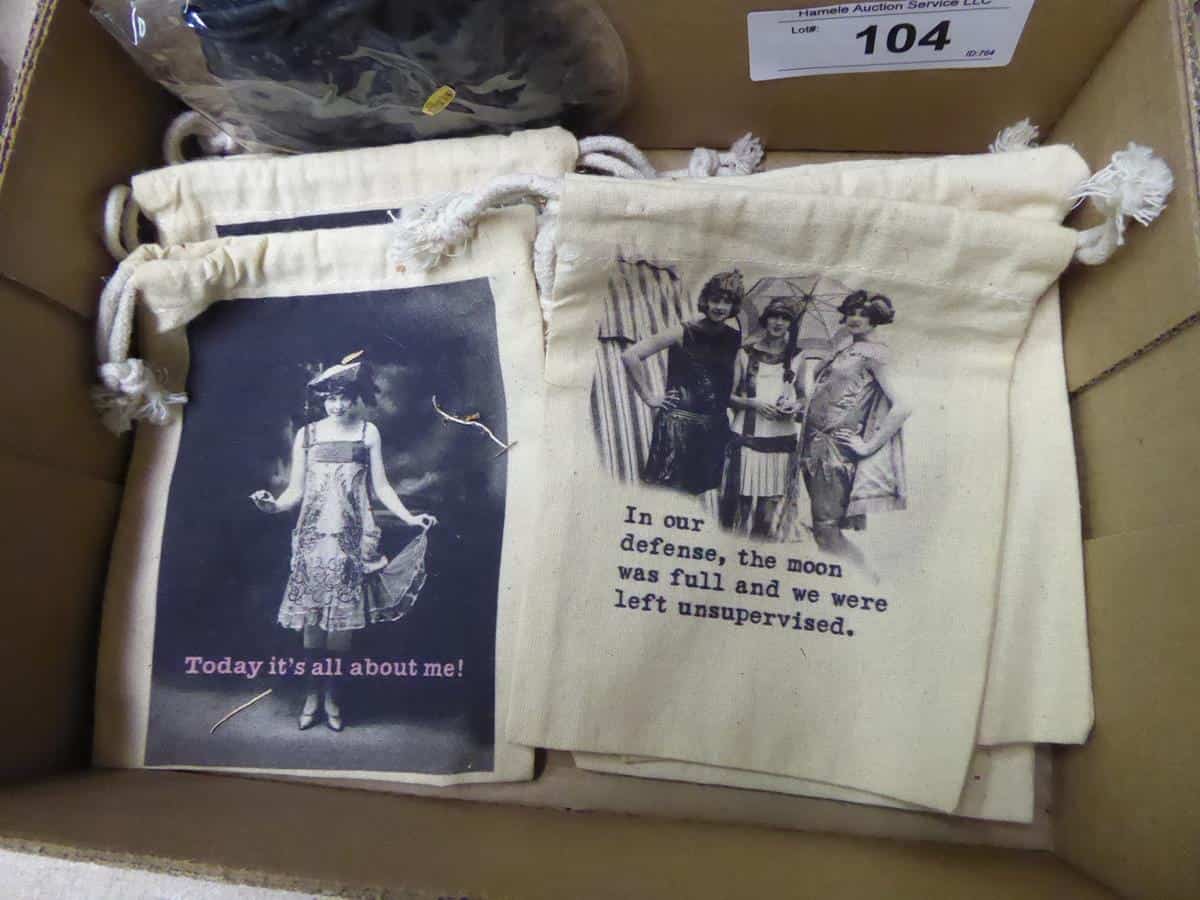 Hamele Auction Service LLC
Lot#:
104
ID:764
Today it's all about me!
In our
defense, the moon
was full and we were
left unsupervised.